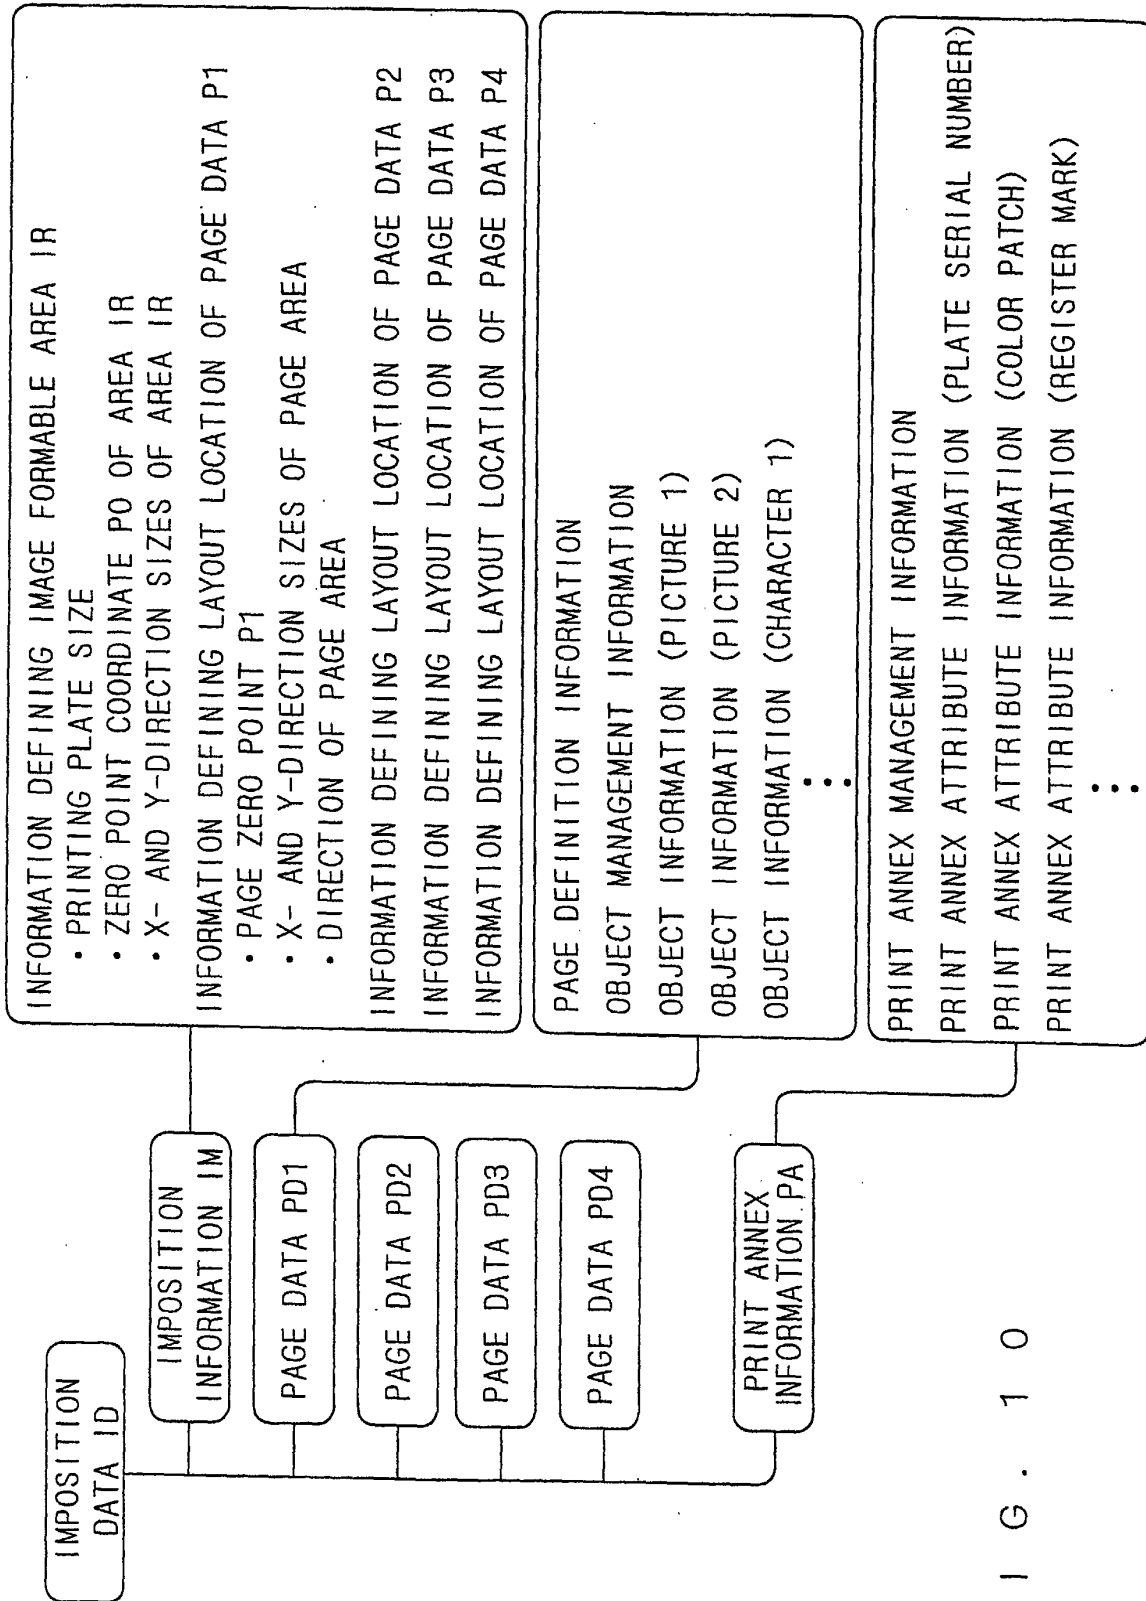 IMPOSITION
DATA ID
IMPOSITION
INFORMATION IM
PAGE DATA PD1
PAGE DATA PD2
PAGE DATA PD3
PAGE DATA PD4
PRINT ANNEX
INFORMATION PA
INFORMATION DEFINING IMAGE FORMABLE AREA IR
• PRINTING PLATE SIZE
• ZERO POINT COORDINATE PO OF AREA IR
• X- AND Y-DIRECTION SIZES OF AREA IR
INFORMATION DEFINING LAYOUT LOCATION OF PAGE DATA P1
• PAGE ZERO POINT P1
• X- AND Y-DIRECTION SIZES OF PAGE AREA
• DIRECTION OF PAGE AREA
INFORMATION DEFINING LAYOUT LOCATION OF PAGE DATA P2
INFORMATION DEFINING LAYOUT LOCATION OF PAGE DATA P3
INFORMATION DEFINING LAYOUT LOCATION OF PAGE DATA P4
PAGE DEFINITION INFORMATION
OBJECT MANAGEMENT INFORMATION
OBJECT INFORMATION (PICTURE 1)
OBJECT INFORMATION (PICTURE 2)
OBJECT INFORMATION (CHARACTER 1)
PRINT ANNEX MANAGEMENT INFORMATION
PRINT ANNEX ATTRIBUTE INFORMATION (PLATE SERIAL NUMBER)
PRINT ANNEX ATTRIBUTE INFORMATION (COLOR PATCH)
PRINT ANNEX ATTRIBUTE INFORMATION (REGISTER MARK)
I G . 1 0